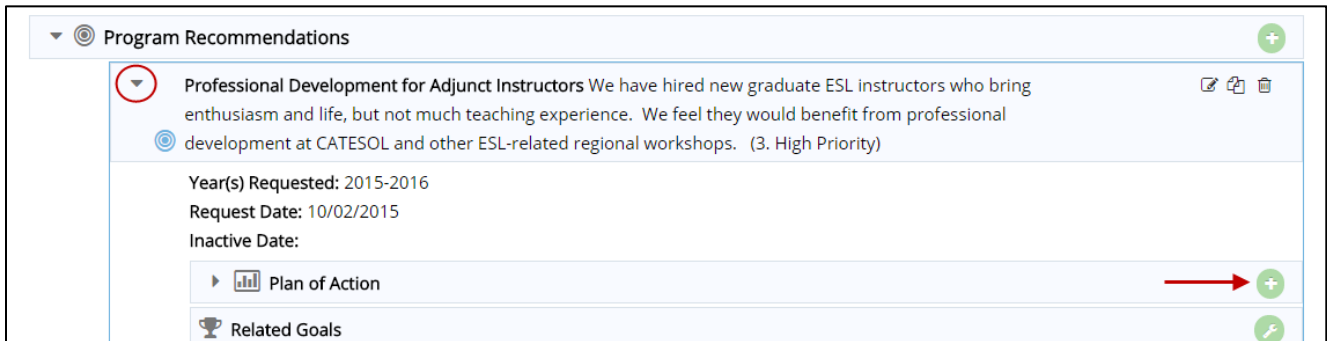 Program Recommendations
Professional Development for Adjunct Instructors We have hired new graduate ESL instructors who bring
enthusiasm and life, but not much teaching experience.  We feel they would benefit from professional
development at CATESOL and other ESL-related regional workshops.   (3. High Priority)
Year(s) Requested: 2015-2016
Request Date: 10/02/2015
Inactive Date:
Plan of Action
Related Goals